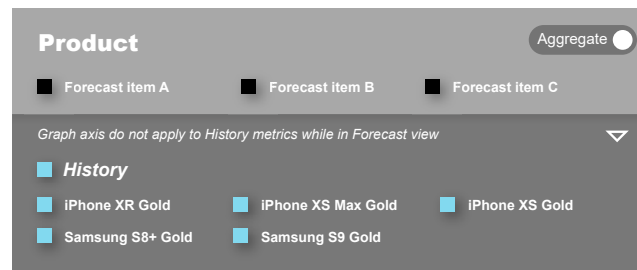 Product
Aggregate
Forecast item A Forecast item B Forecast item C
Graph axis do not apply to History metrics while in Forecast view
History
iPhone XR Gold iPhone XS Max Gold iPhone XS Gold
Samsung S8+ Gold Samsung S9 Gold